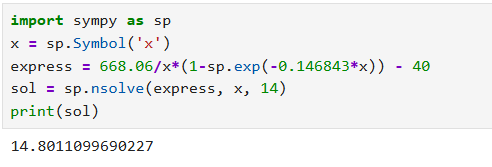 import sympy as sp
x = sp.Symbol('x')
express = 668.06/x*(1-sp.exp(-0.146843*x)) - 40
sol = sp.nsolve(express, x, 14)
print(sol)
14.8011099690227